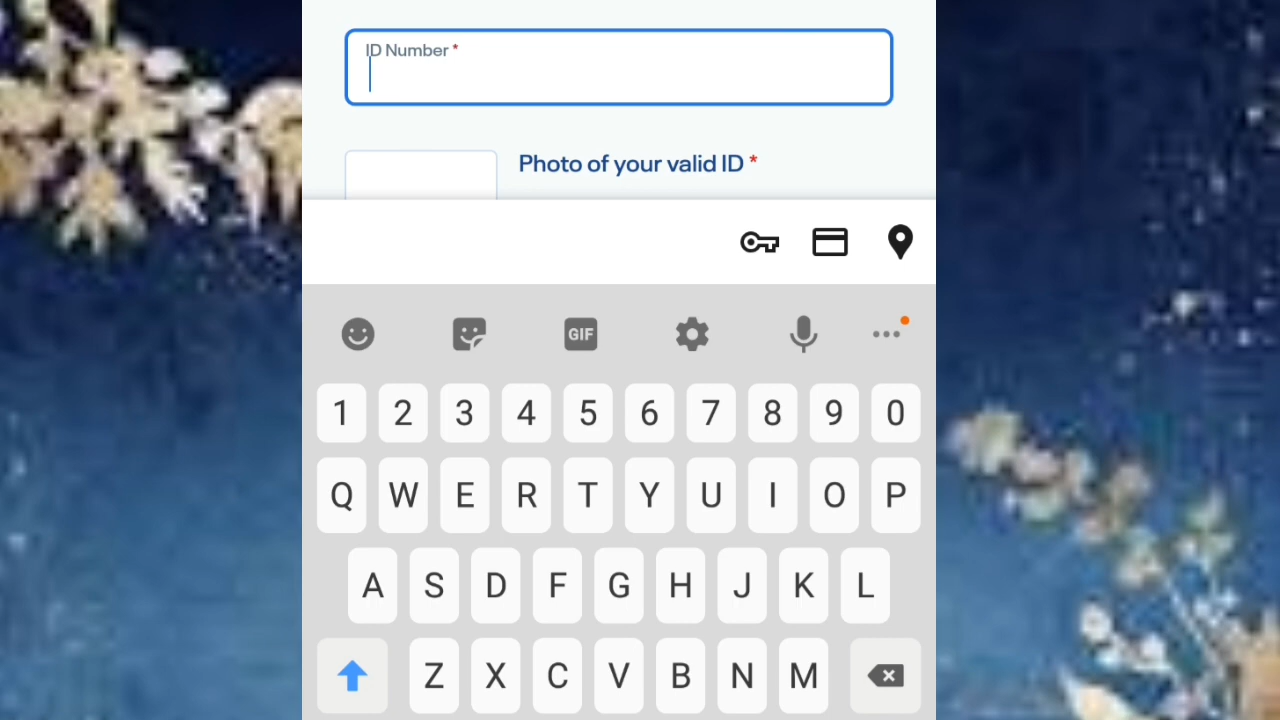 ID Number *
Photo of your valid ID *
GIF
1 2 3 4 5 6 7 8 9 0
Q W E R T Y U I O P
A S D F G H J K L
Z X C V B N M